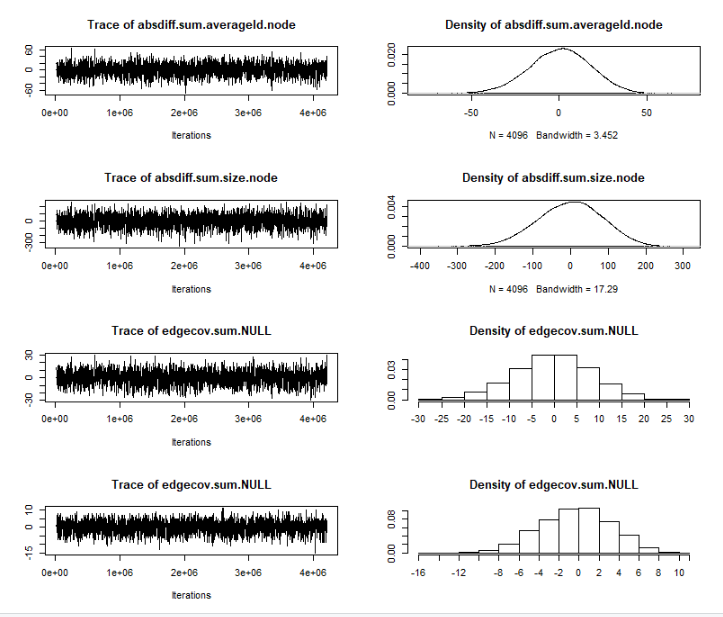 Trace of absdiff.sum.averageId.node
Density of absdiff.sum.averageId.node
60
0
-60
0e+00 1e+06 2e+06 3e+06 4e+06
Iterations
0.020
0.000
-50 0 50
N = 4096 Bandwidth = 3.452
Trace of absdiff.sum.size.node
Density of absdiff.sum.size.node
0
-300
0e+00 1e+06 2e+06 3e+06 4e+06
Iterations
0.004
0.000
-400 -300 -200 -100 0 100 200 300
N = 4096 Bandwidth = 17.29
Trace of edgecov.sum.NULL
Density of edgecov.sum.NULL
30
0
-30
0e+00 1e+06 2e+06 3e+06 4e+06
Iterations
0.03
0.00
-30 -25 -20 -15 -10 -5 0 5 10 15 20 25 30
Trace of edgecov.sum.NULL
Density of edgecov.sum.NULL
10
0
-15
0e+00 1e+06 2e+06 3e+06 4e+06
Iterations
0.08
0.00
-16 -12 -8 -6 -4 -2 0 2 4 6 8 10